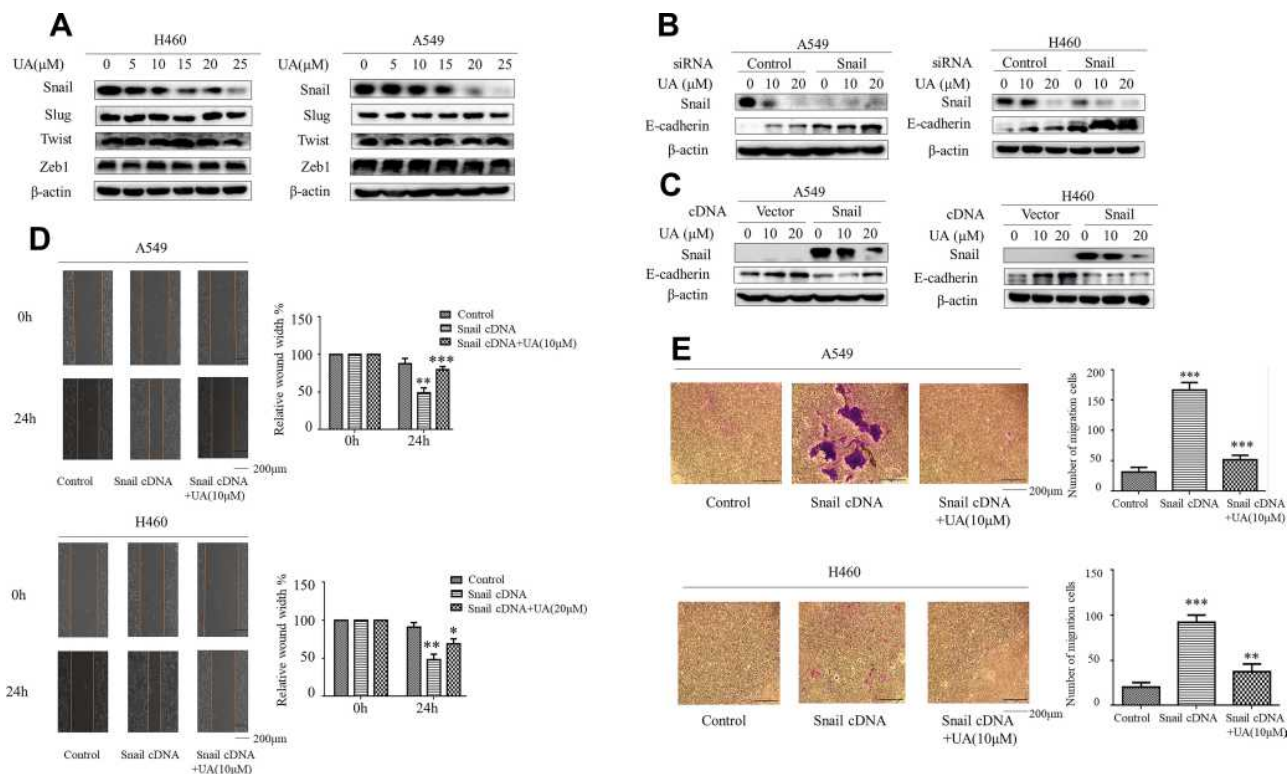 A
H460
UA(μM) 0 5 10 15 20 25
Snail
Slug
Twist
Zeb1
β-actin
A549
UA(μM) 0 5 10 15 20 25
Snail
Slug
Twist
Zeb1
β-actin
B
A549
siRNA Control Snail
UA (μM) 0 10 20 0 10 20
Snail
E-cadherin
β-actin
H460
siRNA Control Snail
UA (μM) 0 10 20 0 10 20
Snail
E-cadherin
β-actin
C
A549
cDNA Vector Snail
UA (μM) 0 10 20 0 10 20
Snail
E-cadherin
β-actin
H460
cDNA Vector Snail
UA (μM) 0 10 20 0 10 20
Snail
E-cadherin
β-actin
D
A549
0h
24h
200μm
Control Snail cDNA Snail cDNA
+UA(10μM)
Relative wound width %
150
100
50
0
0h 24h
Control
Snail cDNA
Snail cDNA+UA(10μM)
** ***
H460
0h
24h
200μm
Control Snail cDNA Snail cDNA
+UA(10μM)
Relative wound width %
150
100
50
0
0h 24h
Control
Snail cDNA
Snail cDNA+UA(20μM)
** *
E
A549
Control Snail cDNA Snail cDNA
+UA(10μM)
200μm
Number of migration cells
200
150
100
50
0
*** ***
Control Snail cDNA Snail cDNA
+UA(10μM)
H460
Control Snail cDNA Snail cDNA
+UA(10μM)
200μm
Number of migration cells
150
100
50
0
*** **
Control Snail cDNA Snail cDNA
+UA(10μM)